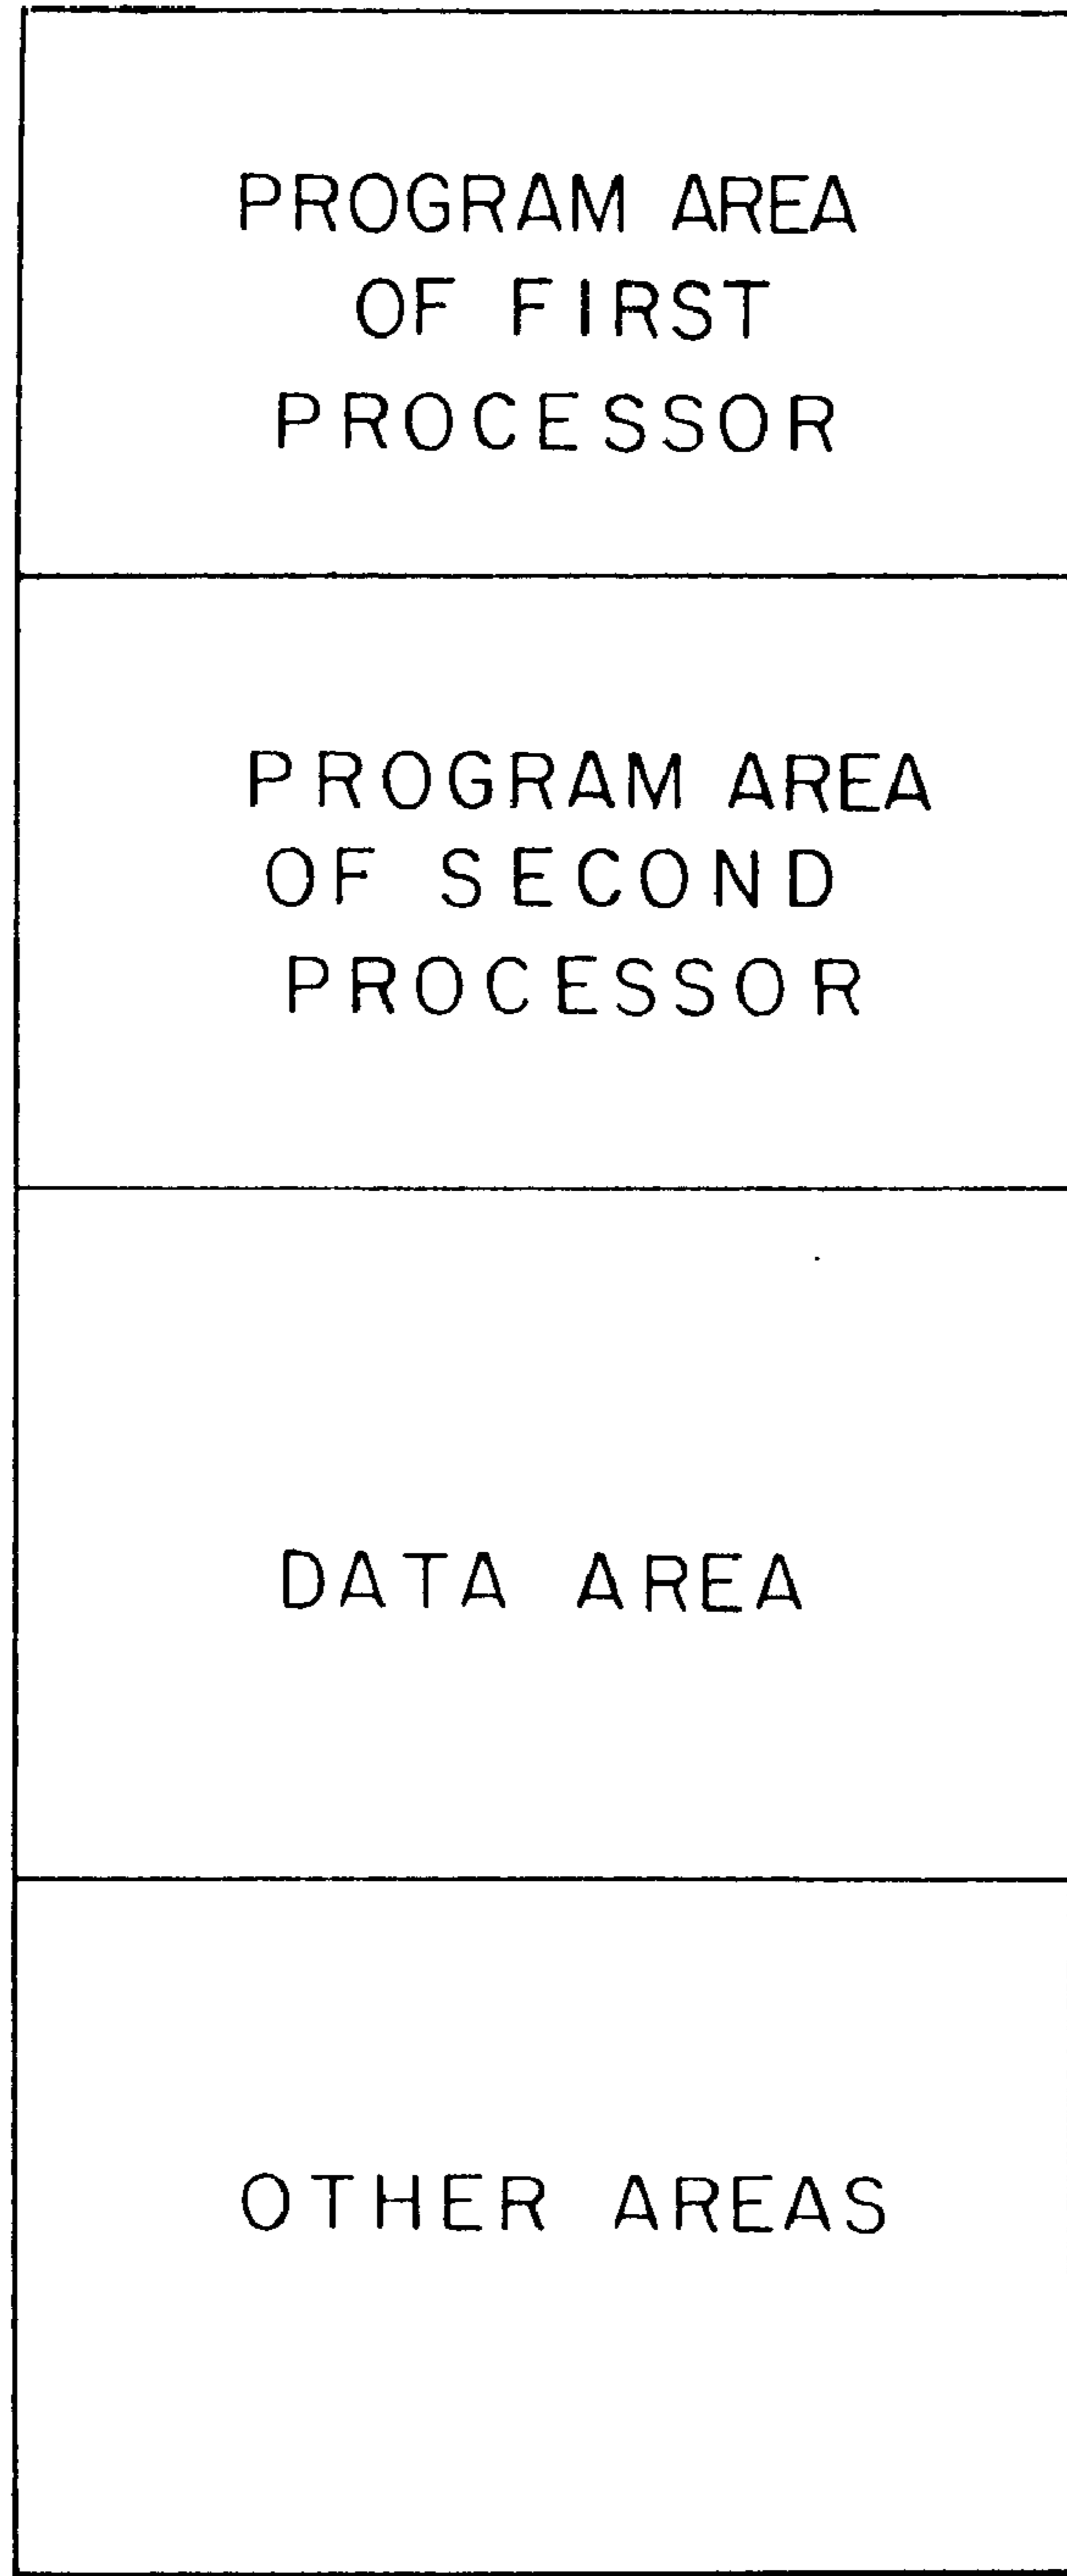 PROGRAM AREA
OF FIRST
PROCESSOR
PROGRAM AREA
OF SECOND
PROCESSOR
DATA AREA
OTHER AREAS